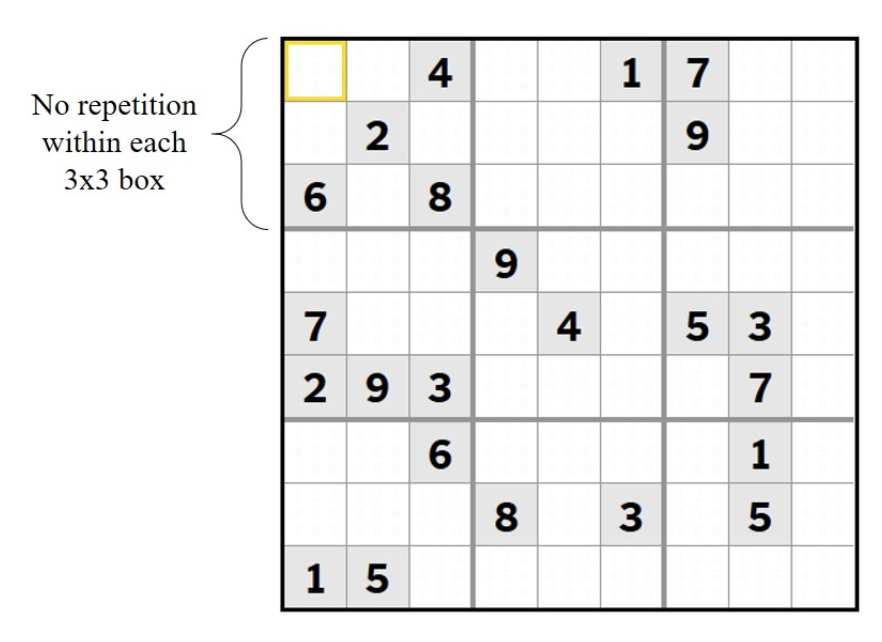 No repetition
within each
3x3 box
4 1 7
2 9
6 8
9
7 4 5 3
2 9 3 7
6 1
8 3 5
1 5